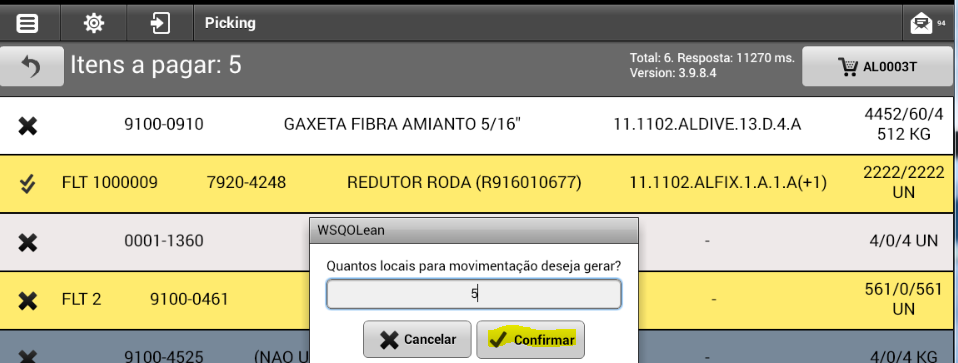 Picking
94
Itens a pagar: 5
Total: 6. Resposta: 11270 ms.
Version: 3.9.8.4
AL0003T
9100-0910 GAXETA FIBRA AMIANTO 5/16" 11.1102.ALDIVE.13.D.4.A 4452/60/4
512 KG
FLT 1000009 7920-4248 REDUTOR RODA (R916010677) 11.1102.ALFIX.1.A.1.A(+1) 2222/2222
UN
0001-1360 - 4/0/4 UN
FLT 2 9100-0461 - 561/0/561
UN
9100-4525 (NAO U 4/0/4 KG
WSQOLean
Quantos locais para movimentação deseja gerar?
5
Cancelar Confirmar